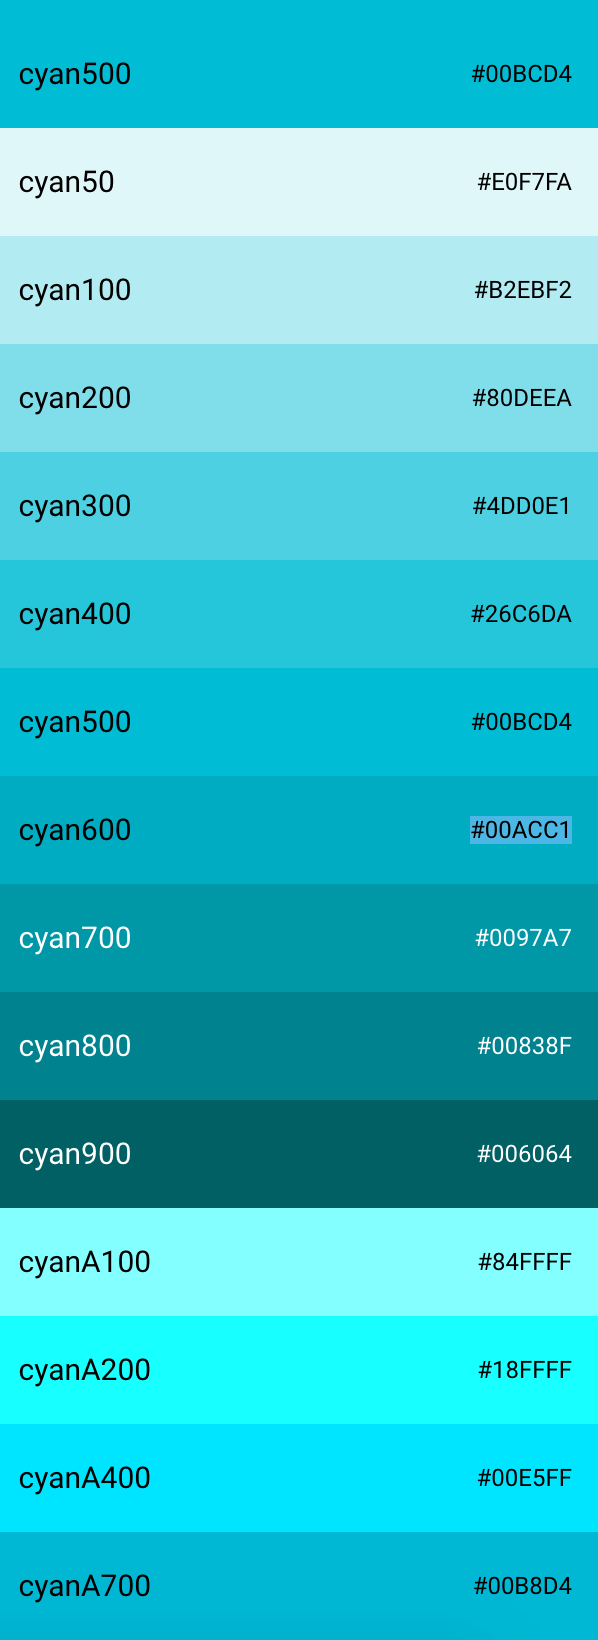 cyan500 #00BCD4
cyan50 #E0F7FA
cyan100 #B2EBF2
cyan200 #80DEEA
cyan300 #4DD0E1
cyan400 #26C6DA
cyan500 #00BCD4
cyan600 #00ACC1
cyan700 #0097A7
cyan800 #00838F
cyan900 #006064
cyanA100 #84FFFF
cyanA200 #18FFFF
cyanA400 #00E5FF
cyanA700 #00B8D4